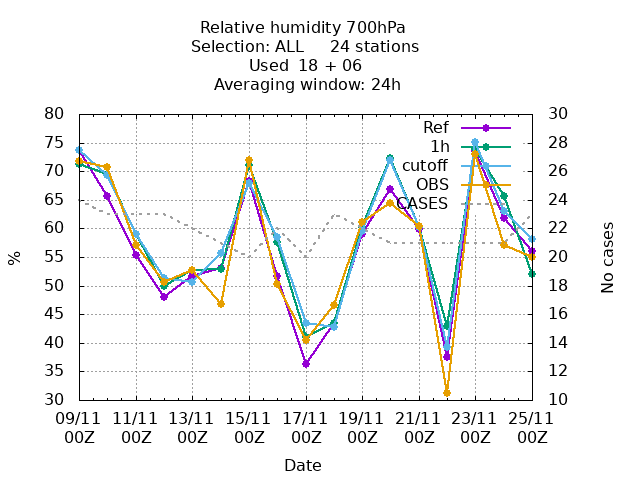 Relative humidity 700hPa
Selection: ALL     24 stations
Used  18 + 06
Averaging window: 24h
80 30
75 28
70 26
65 24
60 22
55 20
50 18
45 16
40 14
35 12
30 10
Ref
1h
cutoff
OBS
CASES
%
No cases
09/11 11/11 13/11 15/11 17/11 19/11 21/11 23/11 25/11
00Z 00Z 00Z 00Z 00Z 00Z 00Z 00Z 00Z
Date